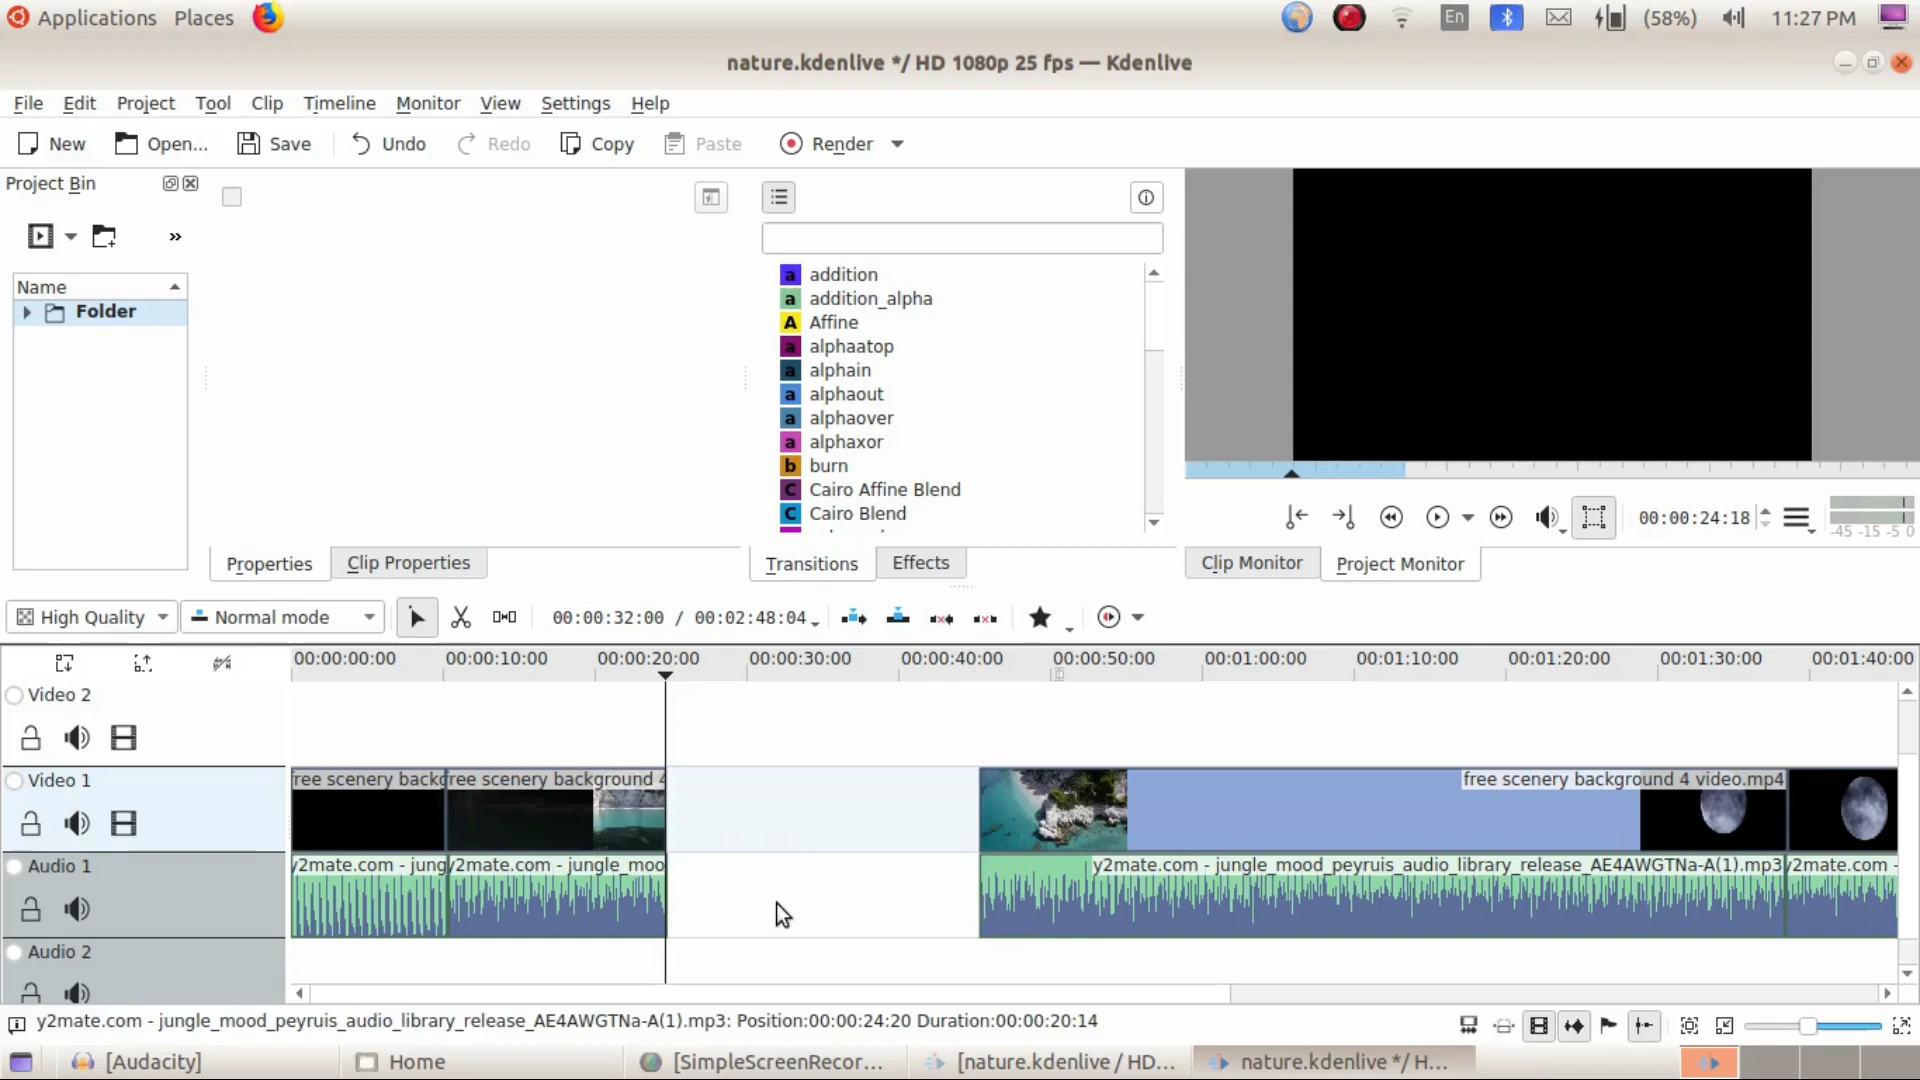 Applications Places En (58%) 11:27 PM
nature.kdenlive */ HD 1080p 25 fps — Kdenlive
File Edit Project Tool Clip Timeline Monitor View Settings Help
New Open... Save Undo Redo Copy Paste Render
Project Bin
Name
Folder
a addition
a addition_alpha
A Affine
a alphaatop
a alphain
a alphaout
a alphaover
a alphaxor
b burn
C Cairo Affine Blend
C Cairo Blend
00:00:24:18
-45 -15 -5 0
Properties Clip Properties Transitions Effects Clip Monitor Project Monitor
High Quality Normal mode 00:00:32:00 / 00:02:48:04
00:00:00:00 00:00:10:00 00:00:20:00 00:00:30:00 00:00:40:00 00:00:50:00 00:01:00:00 00:01:10:00 00:01:20:00 00:01:30:00 00:01:40:00
Video 2
Video 1
free scenery backg free scenery background 4 free scenery background 4 video.mp4
Audio 1
y2mate.com - jung y2mate.com - jungle_moo y2mate.com - jungle_mood_peyruis_audio_library_release_AE4AWGTNa-A(1).mp3 y2mate.com -
Audio 2
y2mate.com - jungle_mood_peyruis_audio_library_release_AE4AWGTNa-A(1).mp3: Position:00:00:24:20 Duration:00:00:20:14
[Audacity] Home [SimpleScreenRecor... [nature.kdenlive / HD... nature.kdenlive */ H...